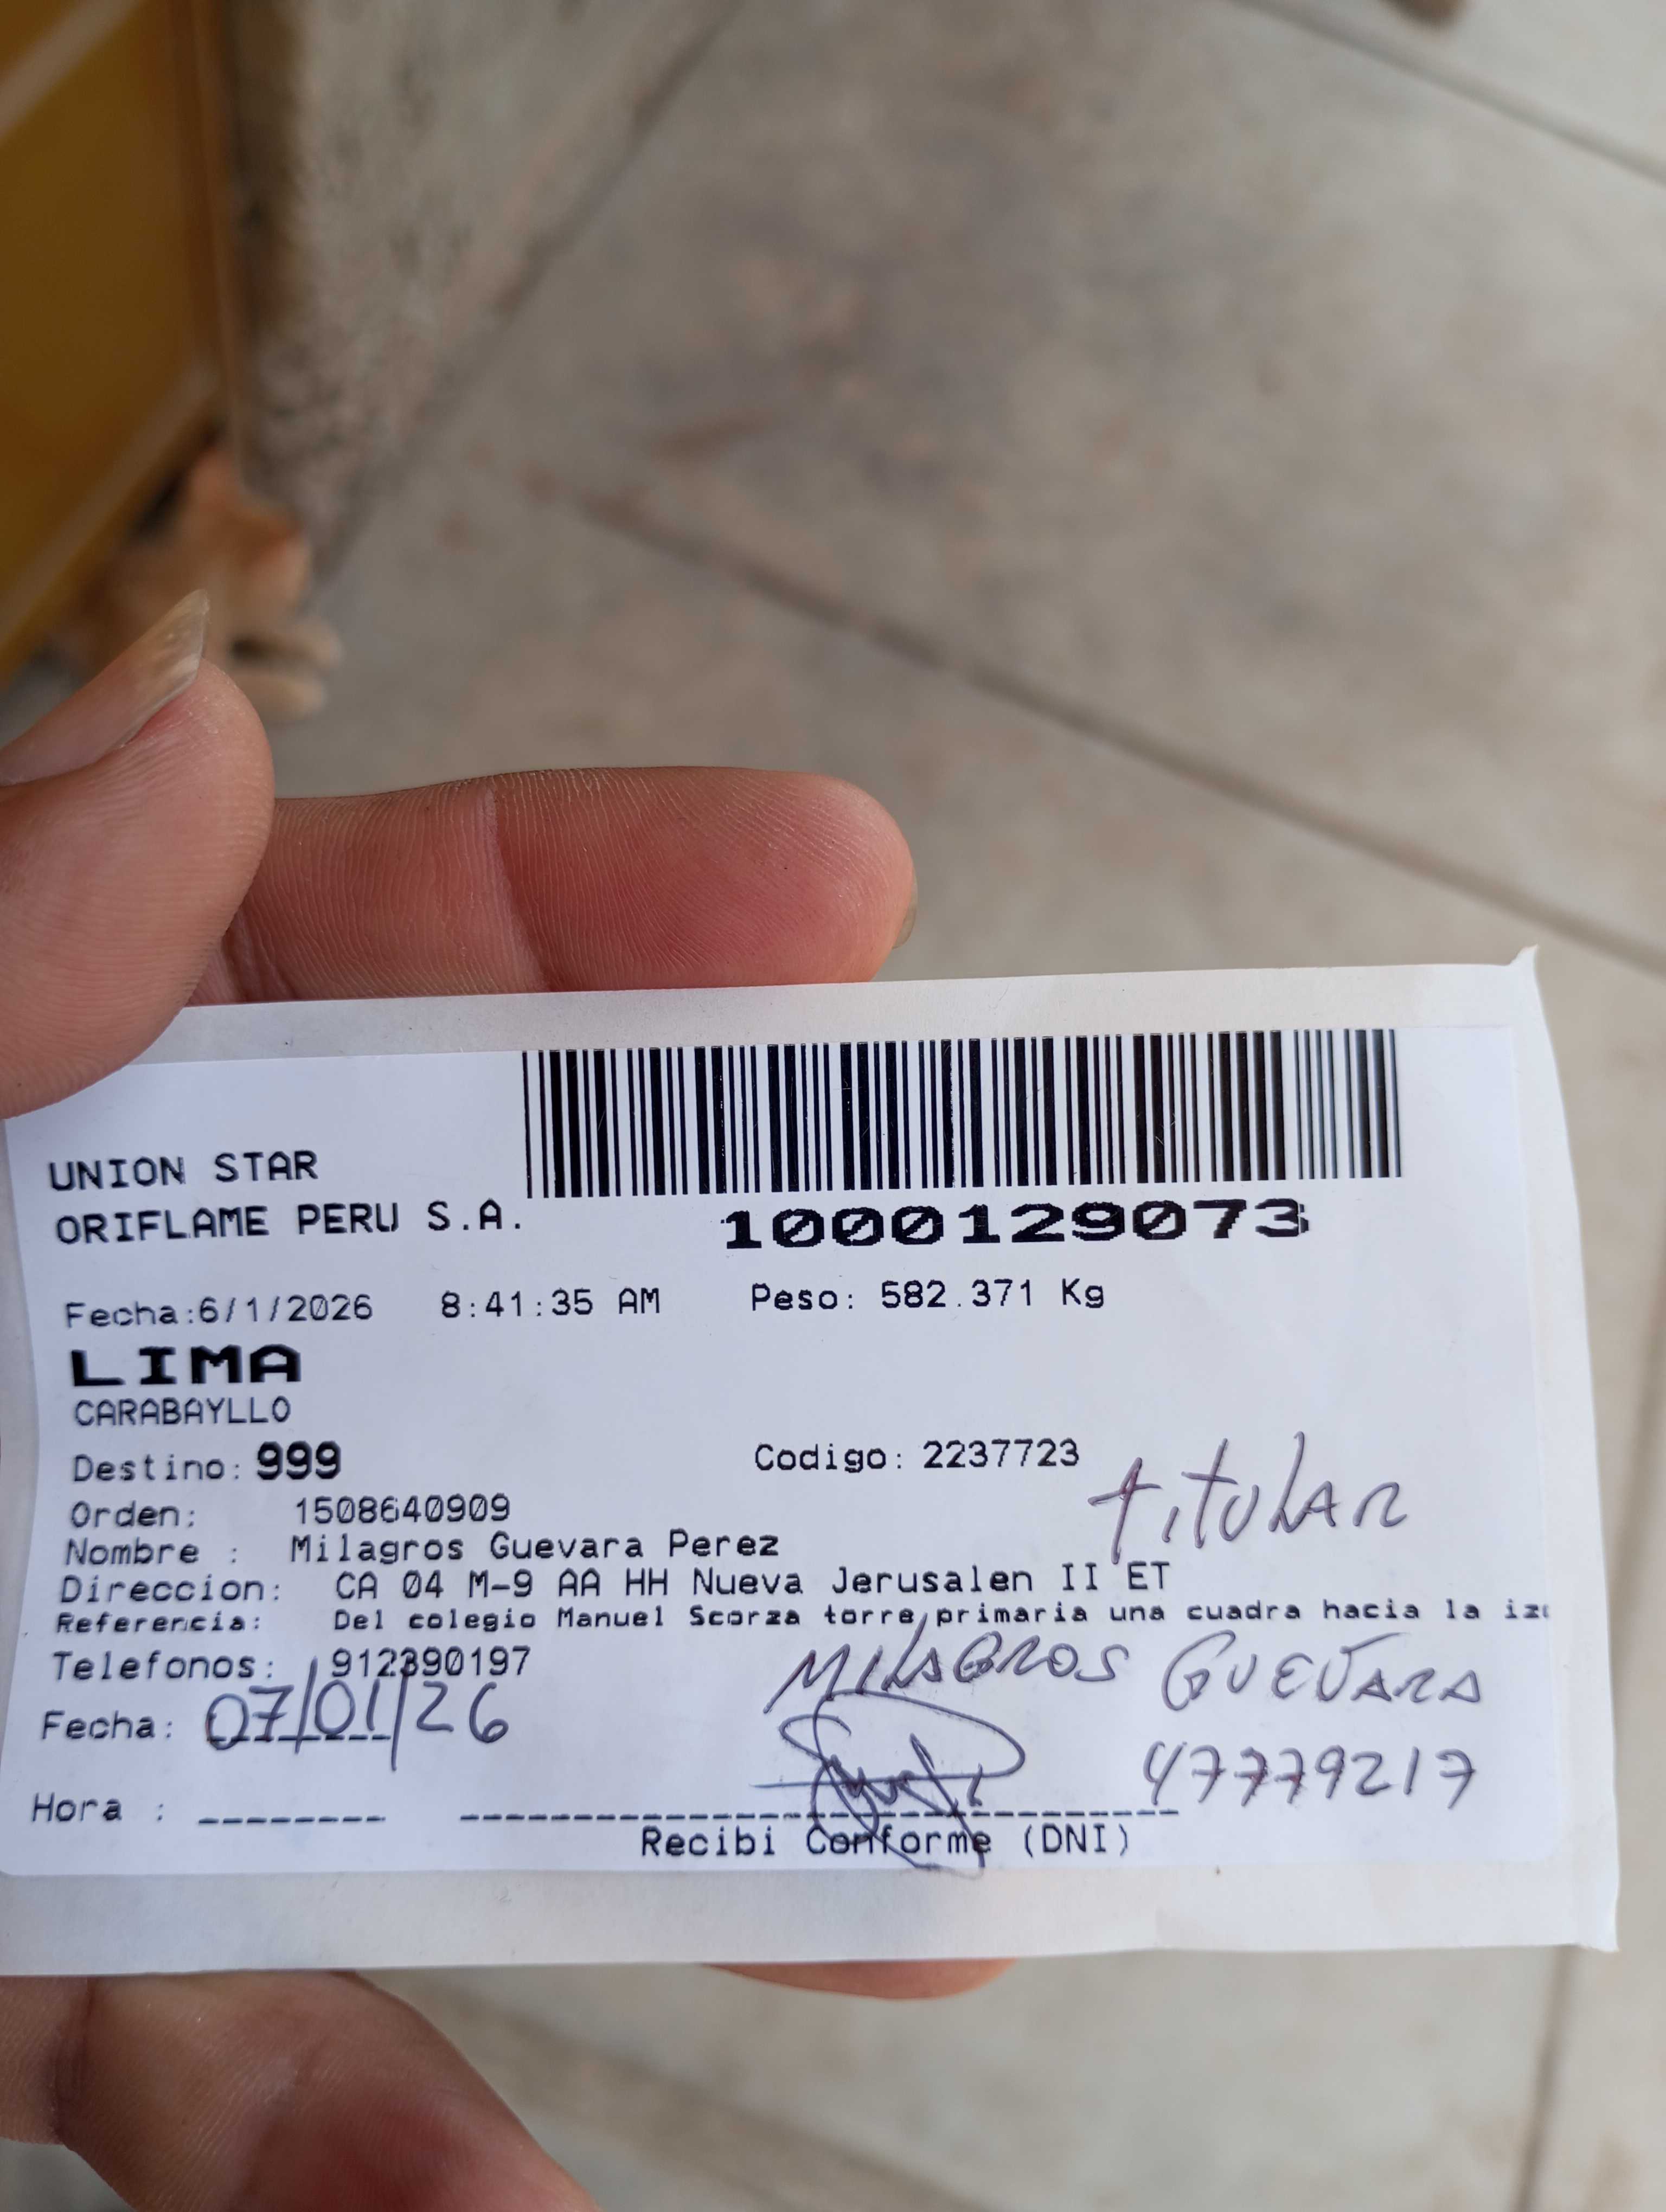 UNION STAR
ORIFLAME PERU S.A.
1000129073
Fecha:6/1/2026 8:41:35 AM Peso: 582.371 Kg
LIMA
CARABAYLLO
Destino: 999 Codigo: 2237723
titular
Orden: 1508640909
Nombre : Milagros Guevara Perez
Direccion: CA 04 M-9 AA HH Nueva Jerusalen II ET
Referencia: Del colegio Manuel Scorza torre primaria una cuadra hacia la
Telefonos: 912390197
MILAGROS GUEVARA
Fecha: 07/01/26
47779217
Hora :
Recibi Conforme (DNI)